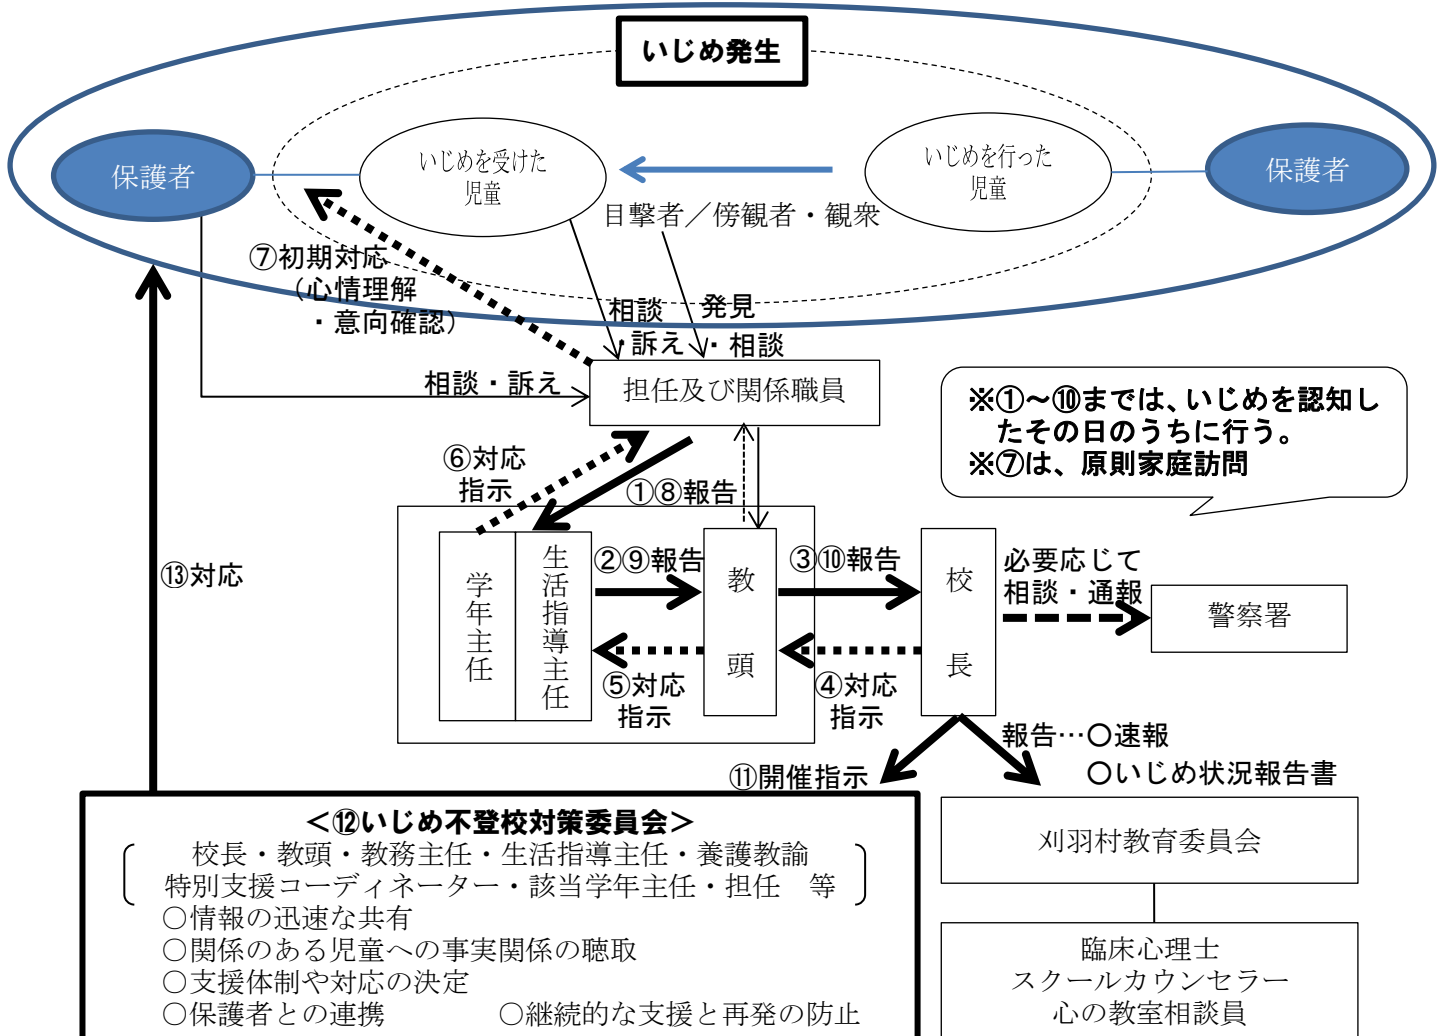 いじめ発生
保護者
いじめを受けた
児童
いじめを行った
児童
保護者
目撃者／傍観者・観衆
⑦初期対応
（心情理解
・意向確認）
相談
・訴え
発見
・相談
相談・訴え
担任及び関係職員
※①～⑩までは、いじめを認知し
たその日のうちに行う。
※⑦は、原則家庭訪問
⑥対応
指示
①⑧報告
学年主任
生活指導主任
②⑨報告
教頭
③⑩報告
校長
必要応じて
相談・通報
警察署
⑤対応
指示
④対応
指示
⑬対応
報告…○速報
○いじめ状況報告書
⑪開催指示
＜⑫いじめ不登校対策委員会＞
校長・教頭・教務主任・生活指導主任・養護教諭
特別支援コーディネーター・該当学年主任・担任　等
○情報の迅速な共有
○関係のある児童への事実関係の聴取
○支援体制や対応の決定
○保護者との連携　　　　○継続的な支援と再発の防止
刈羽村教育委員会
臨床心理士
スクールカウンセラー
心の教室相談員